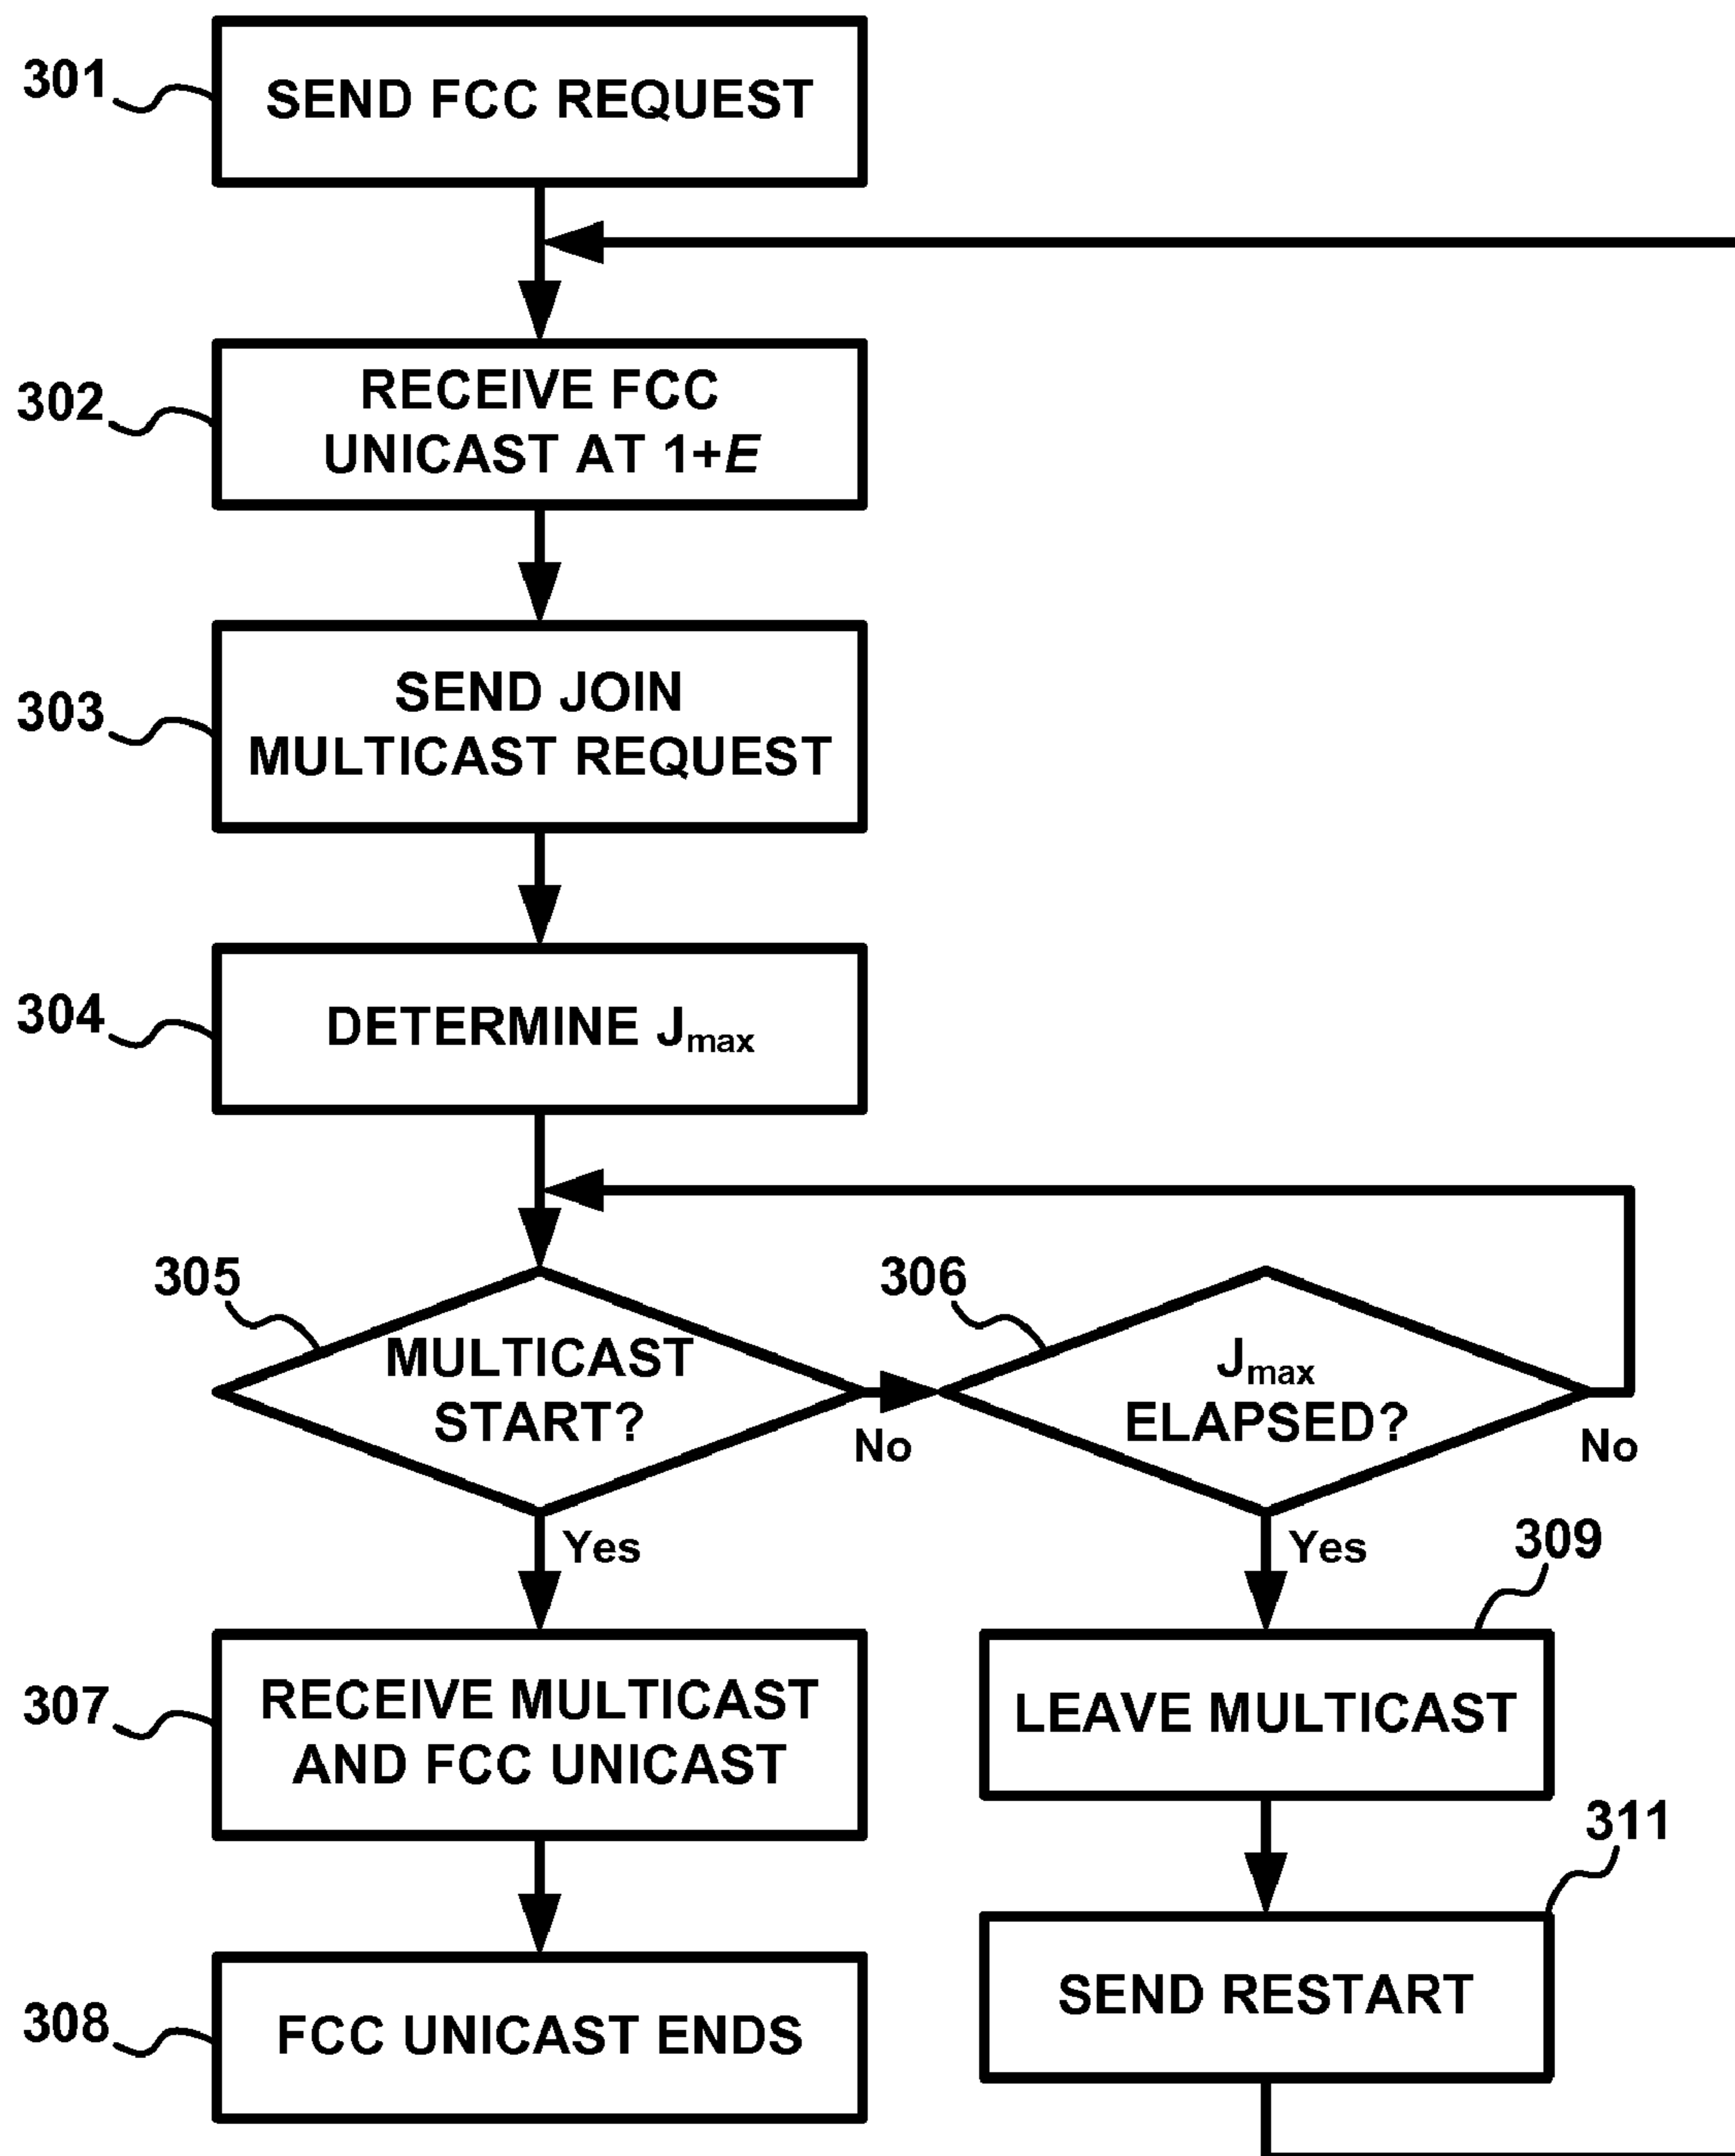 301
SEND FCC REQUEST
302
RECEIVE FCC
UNICAST AT 1+E
303
SEND JOIN
MULTICAST REQUEST
304
DETERMINE Jmax
305
MULTICAST
START?
No
Yes
306
Jmax
ELAPSED?
No
Yes
307
RECEIVE MULTICAST
AND FCC UNICAST
309
LEAVE MULTICAST
308
FCC UNICAST ENDS
311
SEND RESTART